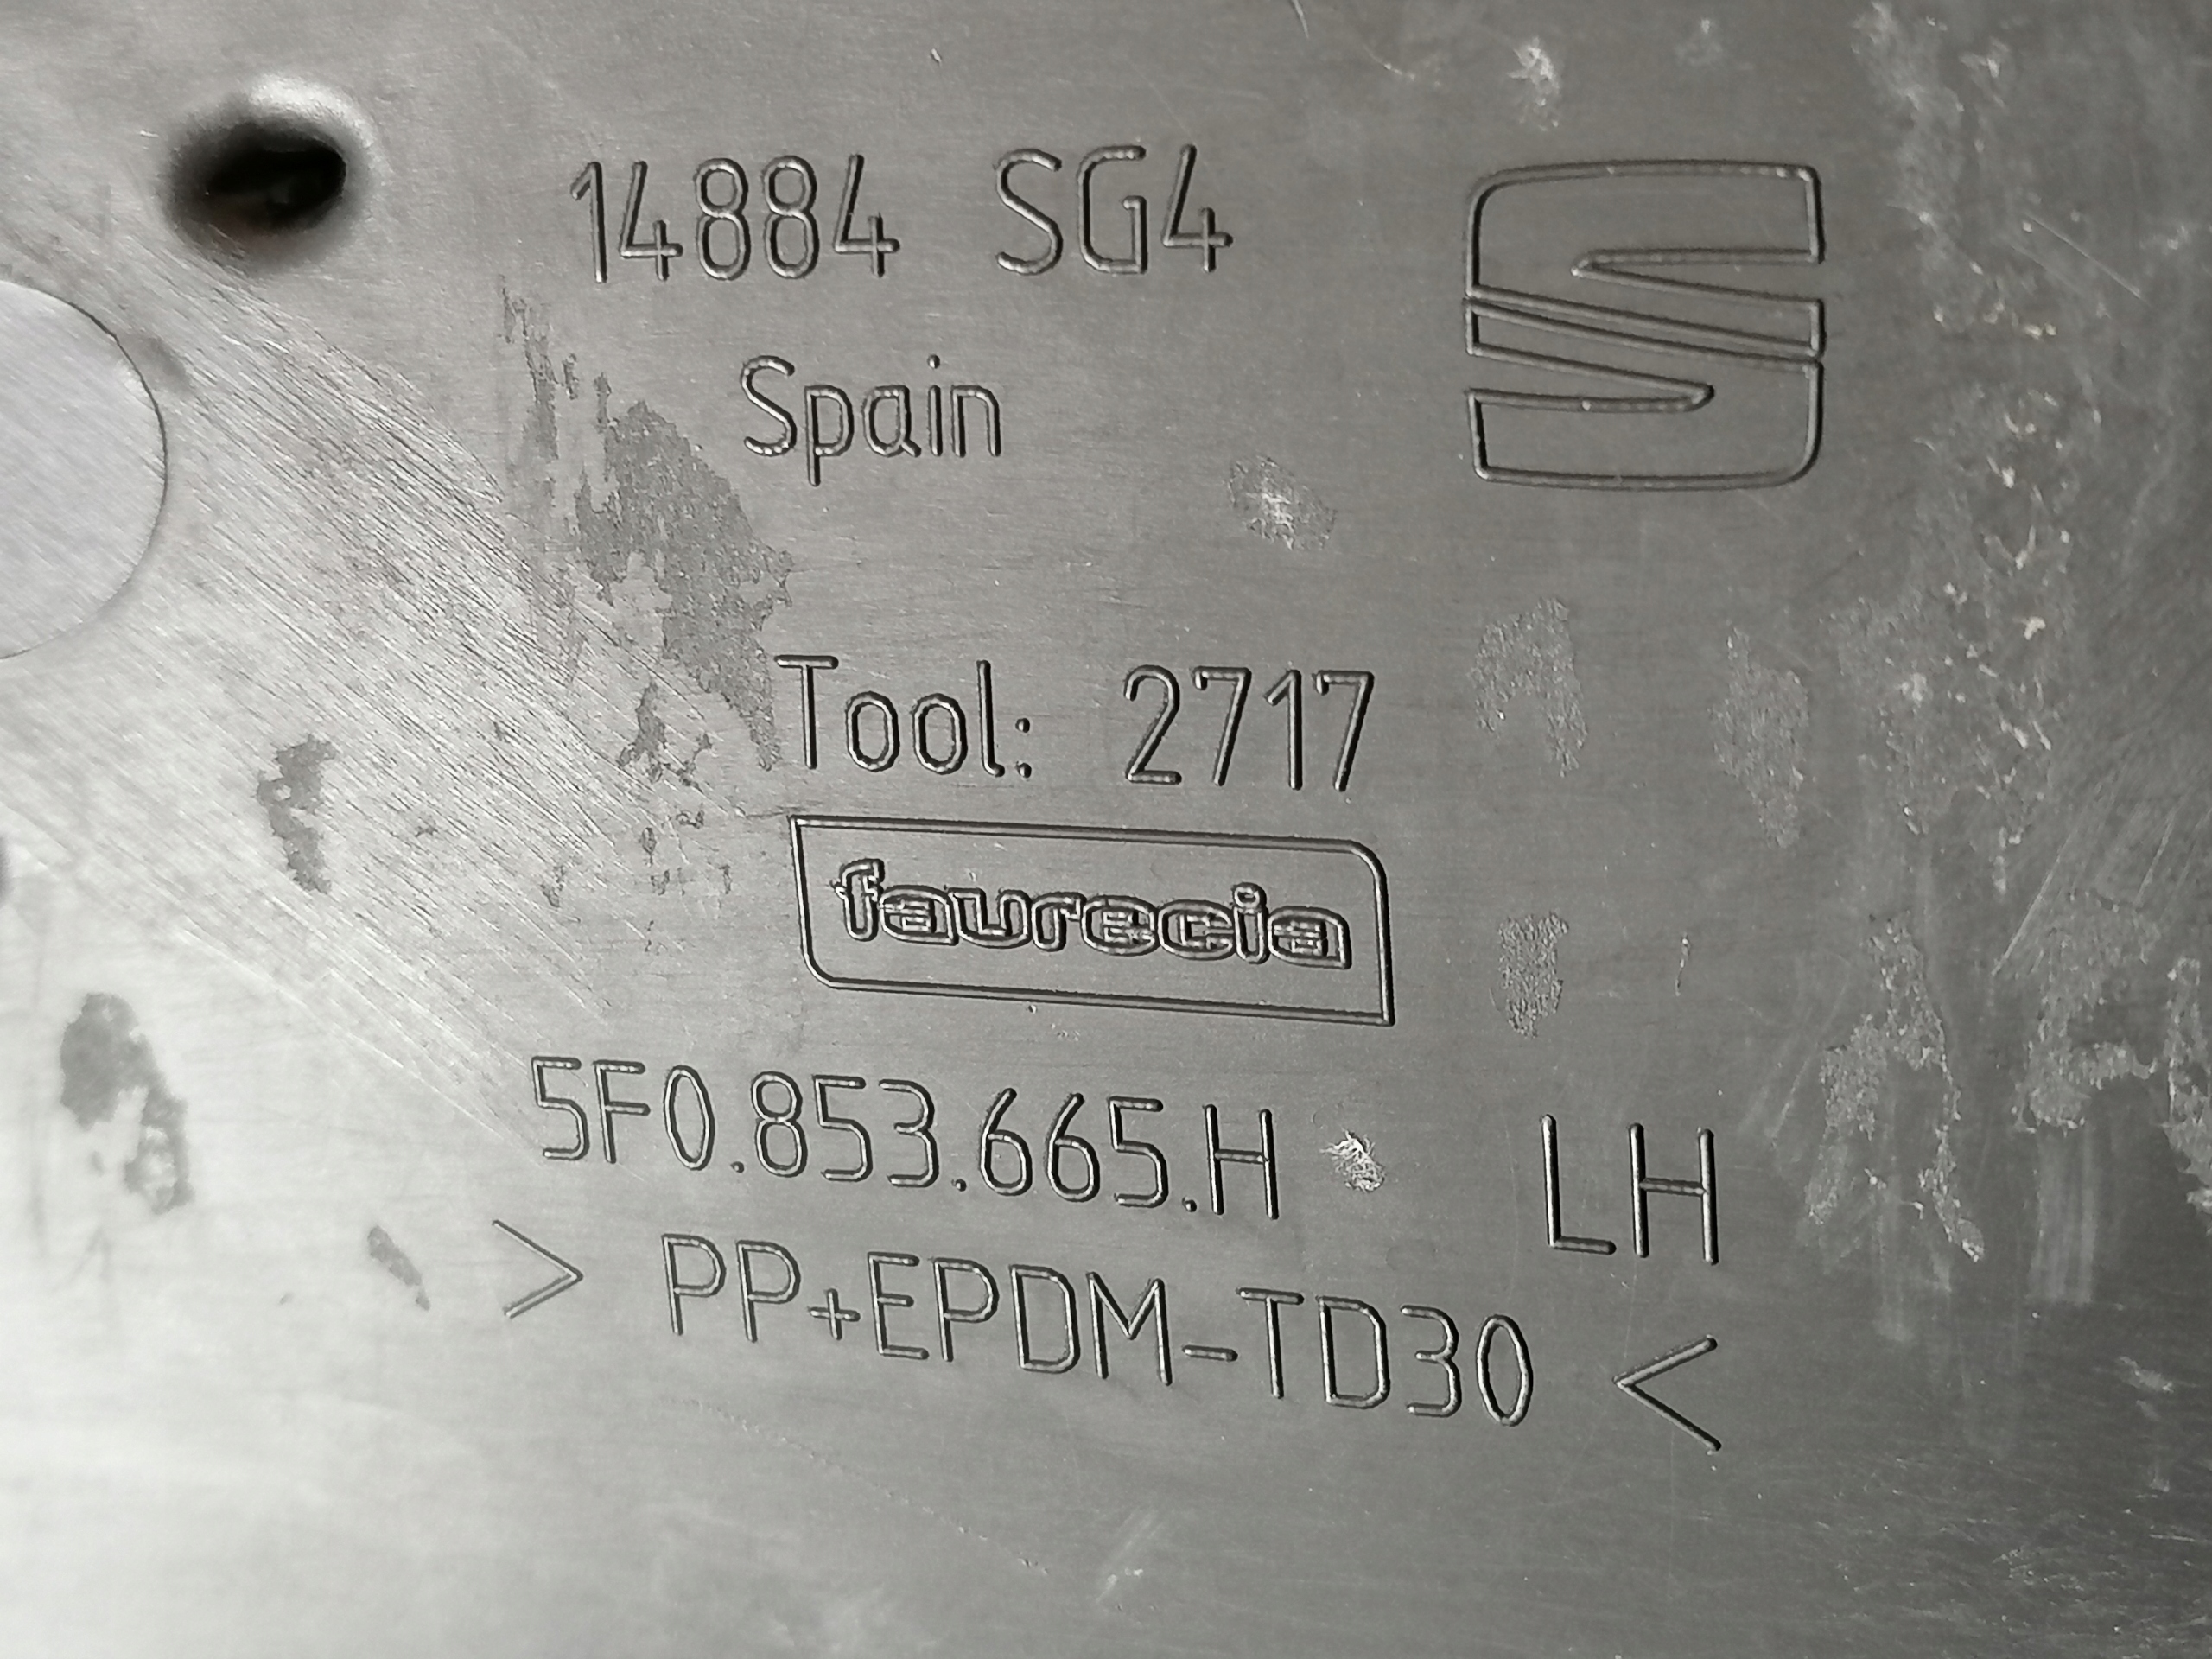 14884 SG4
Spain
Tool: 2717
faurecia
5F0.853.665.H LH
> PP+EPDM-TD30 <